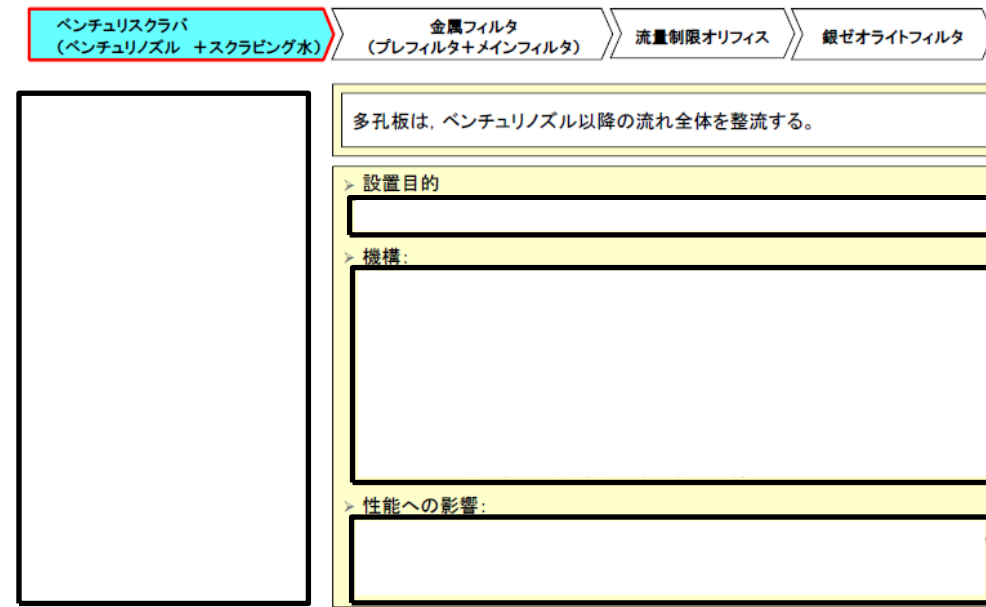 ベンチュリスクラバ
(ベンチュリノズル +スクラビング水)
金属フィルタ
(プレフィルタ+メインフィルタ)
流量制限オリフィス
銀ゼオライトフィルタ
多孔板は,ベンチュリノズル以降の流れ全体を整流する。
➢ 設置目的
➢ 機構:
➢ 性能への影響: